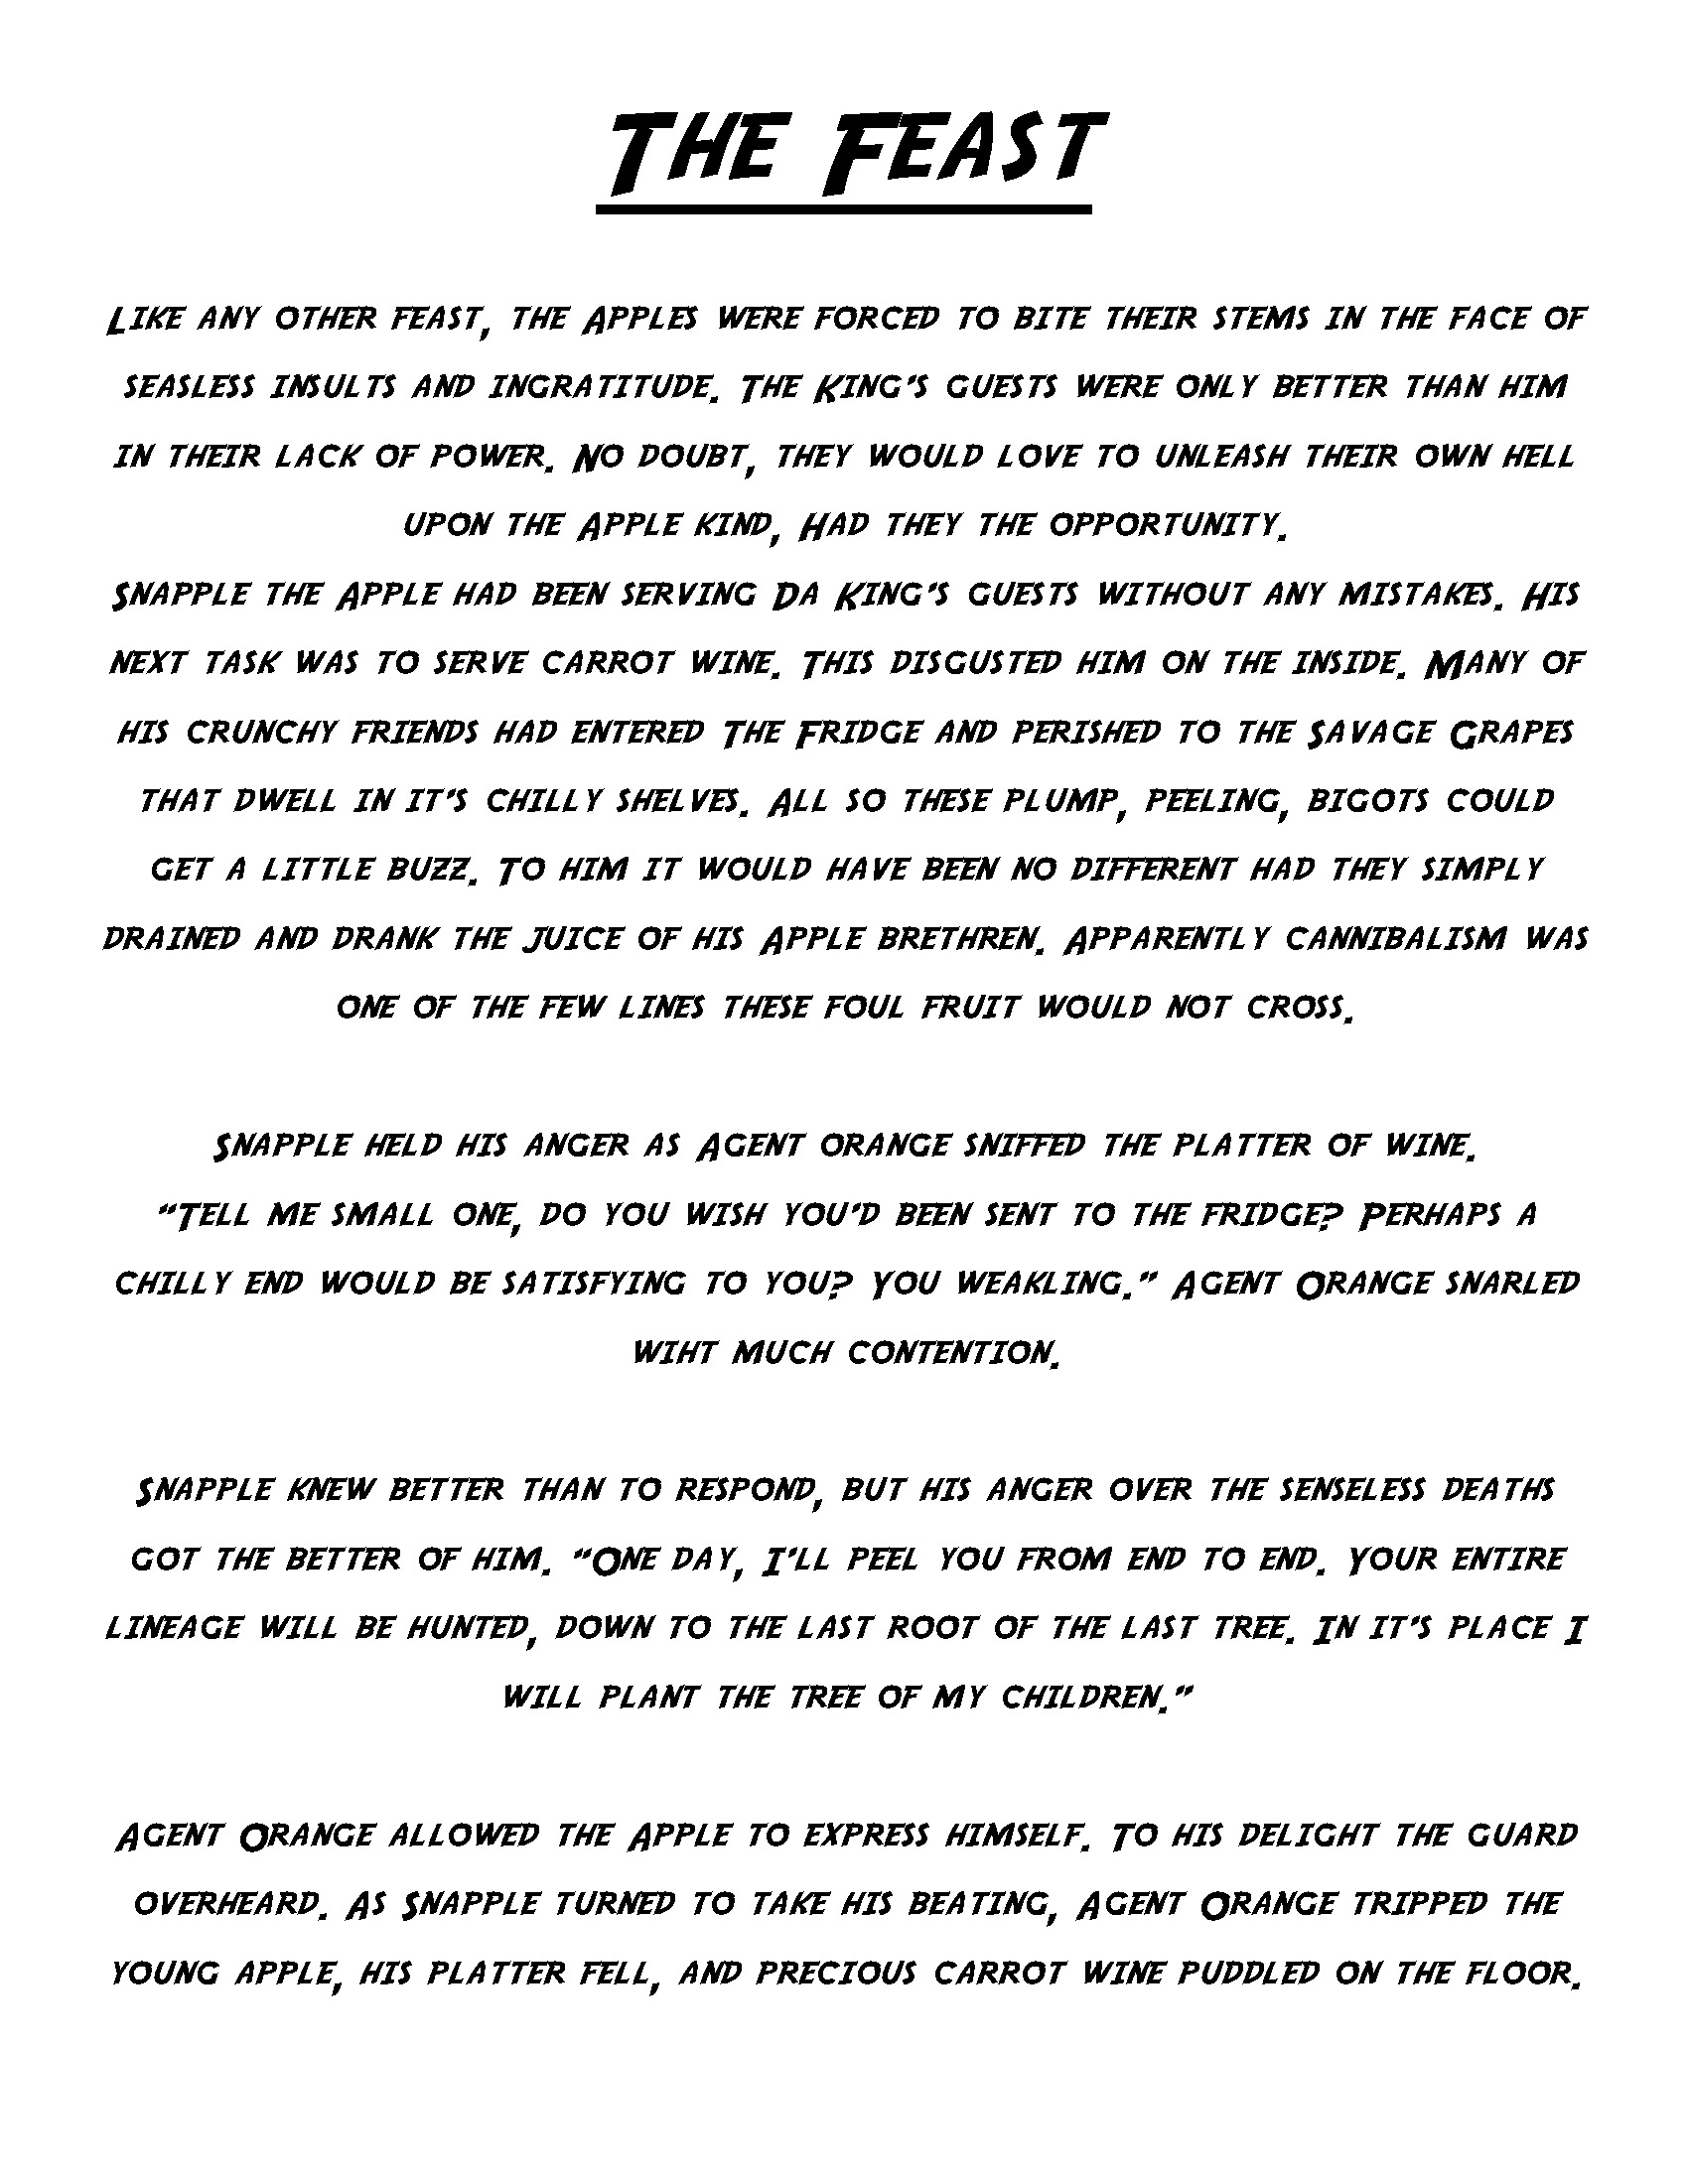 The Feast
Like any other feast, the Apples were forced to bite their stems in the face of
seasless insults and ingratitude. The King's guests were only better than him
in their lack of power. No doubt, they would love to unleash their own hell
upon the Apple kind, Had they the opportunity.
Snapple the Apple had been serving Da King's guests without any mistakes. His
next task was to serve carrot wine. This disgusted him on the inside. Many of
his crunchy friends had entered The Fridge and perished to the Savage Grapes
that dwell in it's chilly shelves. All so these plump, peeling, bigots could
get a little buzz. To him it would have been no different had they simply
drained and drank the juice of his Apple brethren. Apparently cannibalism was
one of the few lines these foul fruit would not cross.
Snapple held his anger as Agent orange sniffed the platter of wine.
"Tell me small one, do you wish you'd been sent to the fridge? Perhaps a
chilly end would be satisfying to you? You weakling." Agent Orange snarled
wiht much contention.
Snapple knew better than to respond, but his anger over the senseless deaths
got the better of him. "One day, I'll peel you from end to end. Your entire
lineage will be hunted, down to the last root of the last tree. In it's place I
will plant the tree of my children."
Agent Orange allowed the Apple to express himself. To his delight the guard
overheard. As Snapple turned to take his beating, Agent Orange tripped the
young apple, his platter fell, and precious carrot wine puddled on the floor.